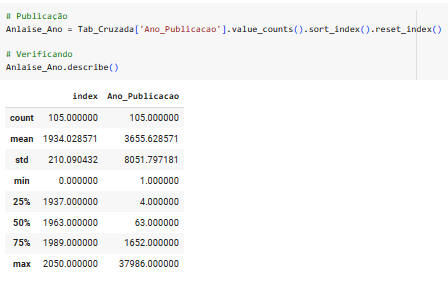 # Publicação
Anlaise_Ano = Tab_Cruzada['Ano_Publicacao'].value_counts().sort_index().reset_index()
# Verificando
Anlaise_Ano.describe()
index Ano_Publicacao
count 105.000000 105.000000
mean 1934.028571 3655.628571
std 210.090432 8051.797181
min 0.000000 1.000000
25% 1937.000000 4.000000
50% 1963.000000 63.000000
75% 1989.000000 1652.000000
max 2050.000000 37986.000000